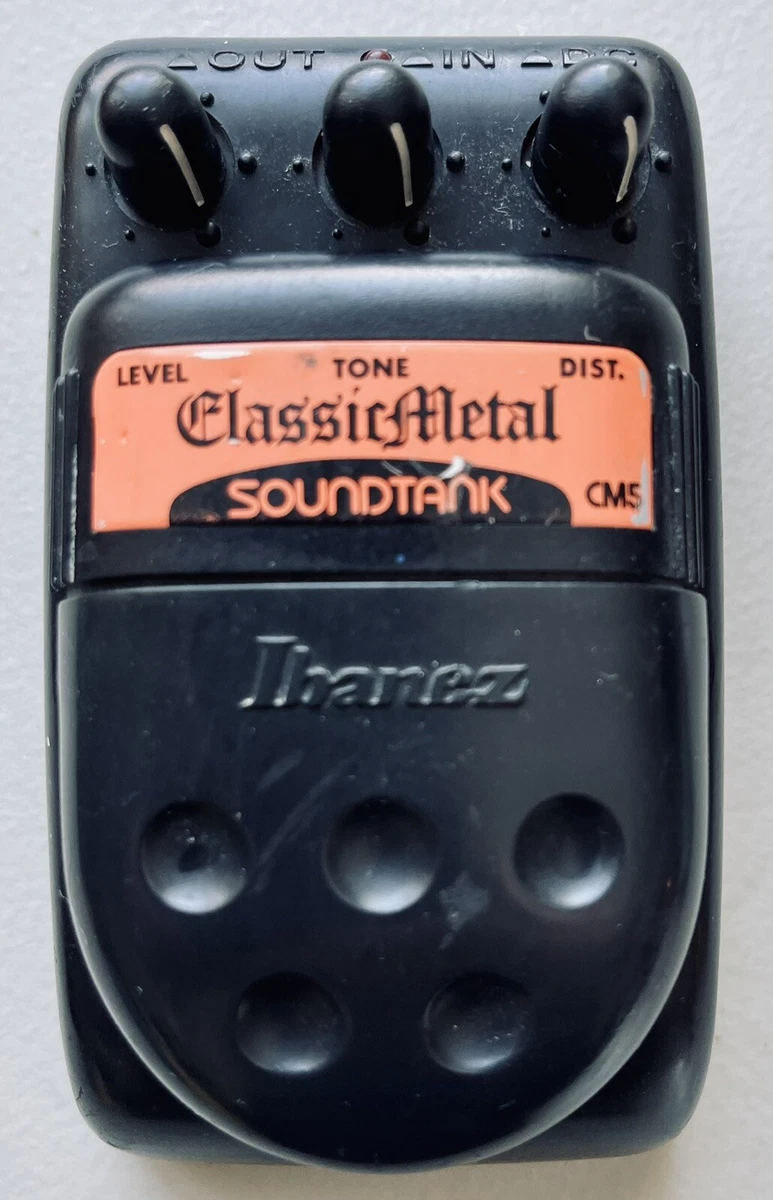 OUT IN DC
LEVEL TONE DIST.
ClassicMetal
SOUNDTANK CM5
Ibanez